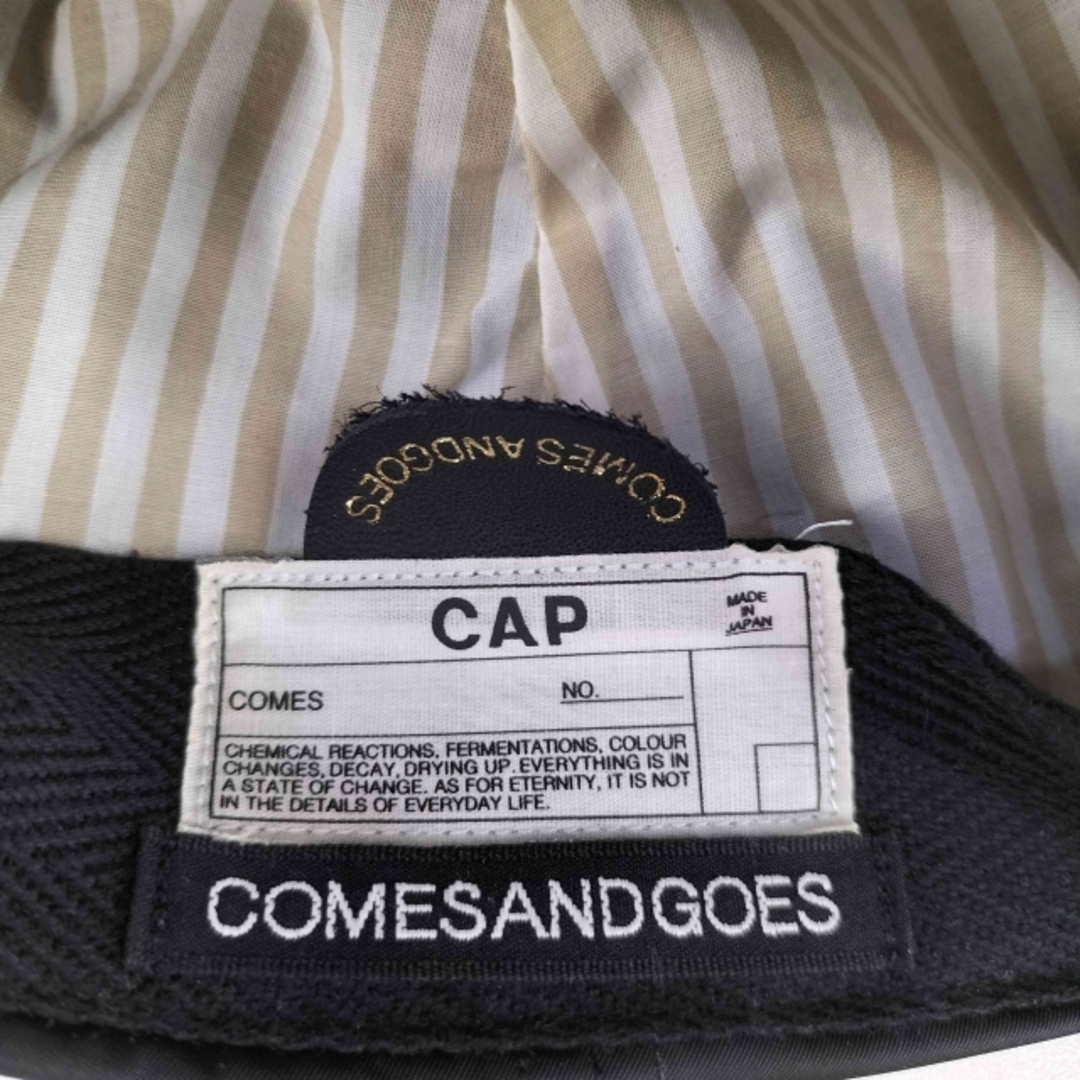 COMES ANDGOES
CAP
MADE
IN
JAPAN
COMES
NO.
CHEMICAL REACTIONS, FERMENTATIONS, COLOUR
CHANGES, DECAY, DRYING UP. EVERYTHING IS IN
A STATE OF CHANGE. AS FOR ETERNITY, IT IS NOT
IN THE DETAILS OF EVERYDAY LIFE.
COMESANDGOES